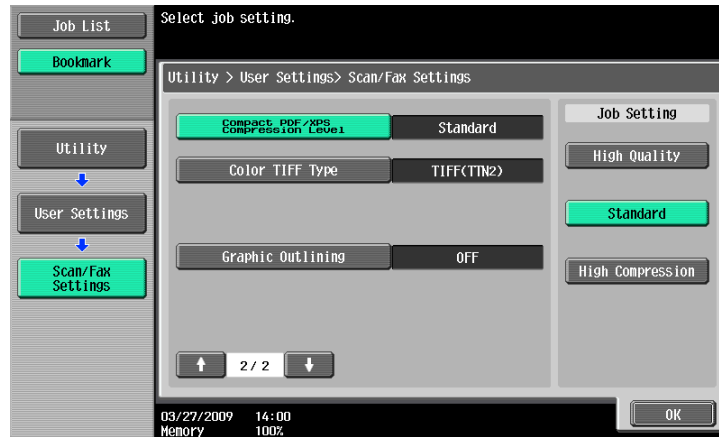 Job List
Select job setting.
Bookmark
Utility > User Settings> Scan/Fax Settings
Compact PDF/XPS
Compression Level
Standard
Job Setting
Utility
Color TIFF Type
TIFF(TTN2)
High Quality
User Settings
Standard
Graphic Outlining
OFF
Scan/Fax
Settings
High Compression
2/ 2
03/27/2009 14:00
Memory 100%
OK